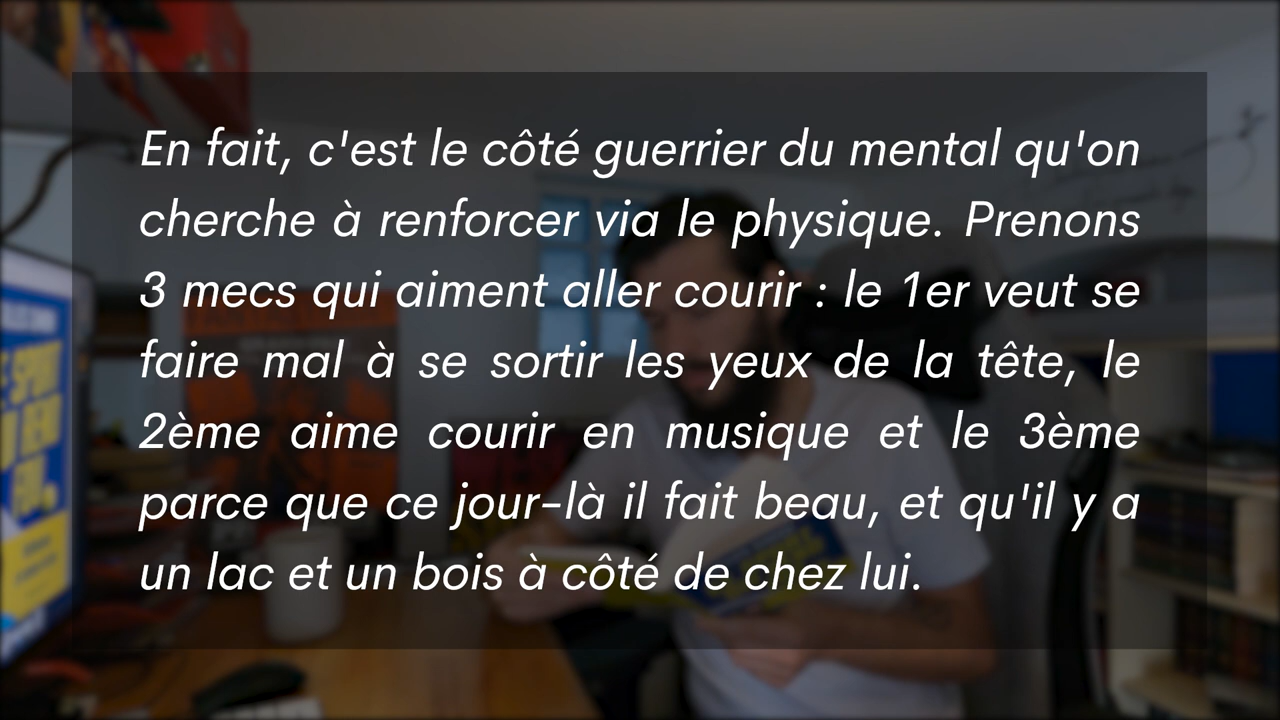 En fait, c'est le côté guerrier du mental qu'on
cherche à renforcer via le physique. Prenons
3 mecs qui aiment aller courir : le 1er veut se
faire mal à se sortir les yeux de la tête, le
2ème aime courir en musique et le 3ème
parce que ce jour-là il fait beau, et qu'il y a
un lac et un bois à côté de chez lui.